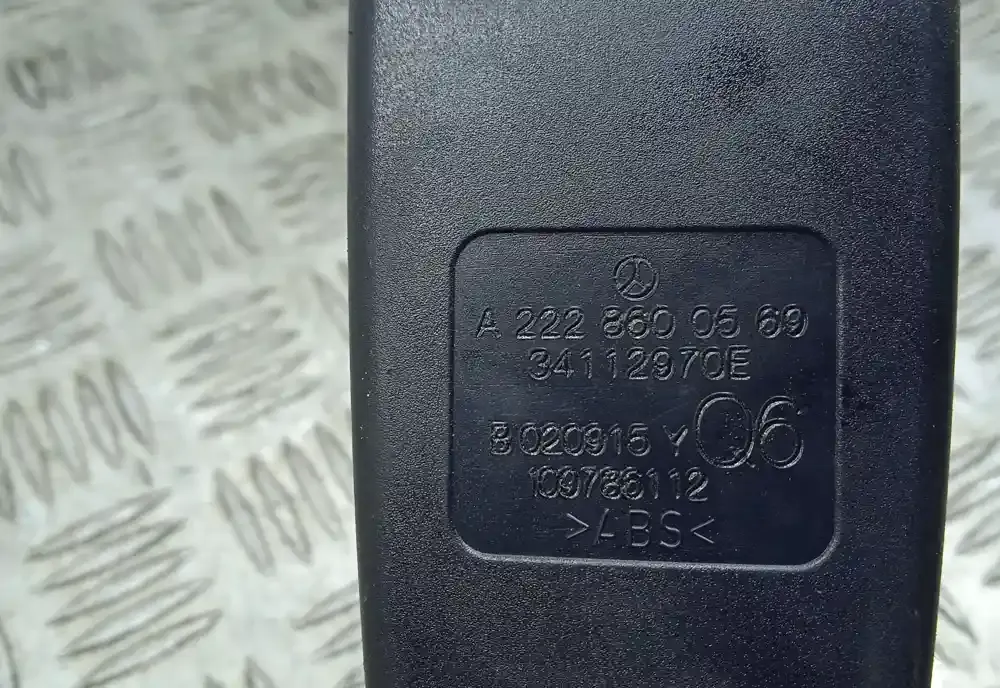 A 222 860 05 69
34112970E
B 020915 Y Q6
109786112
>ABS<